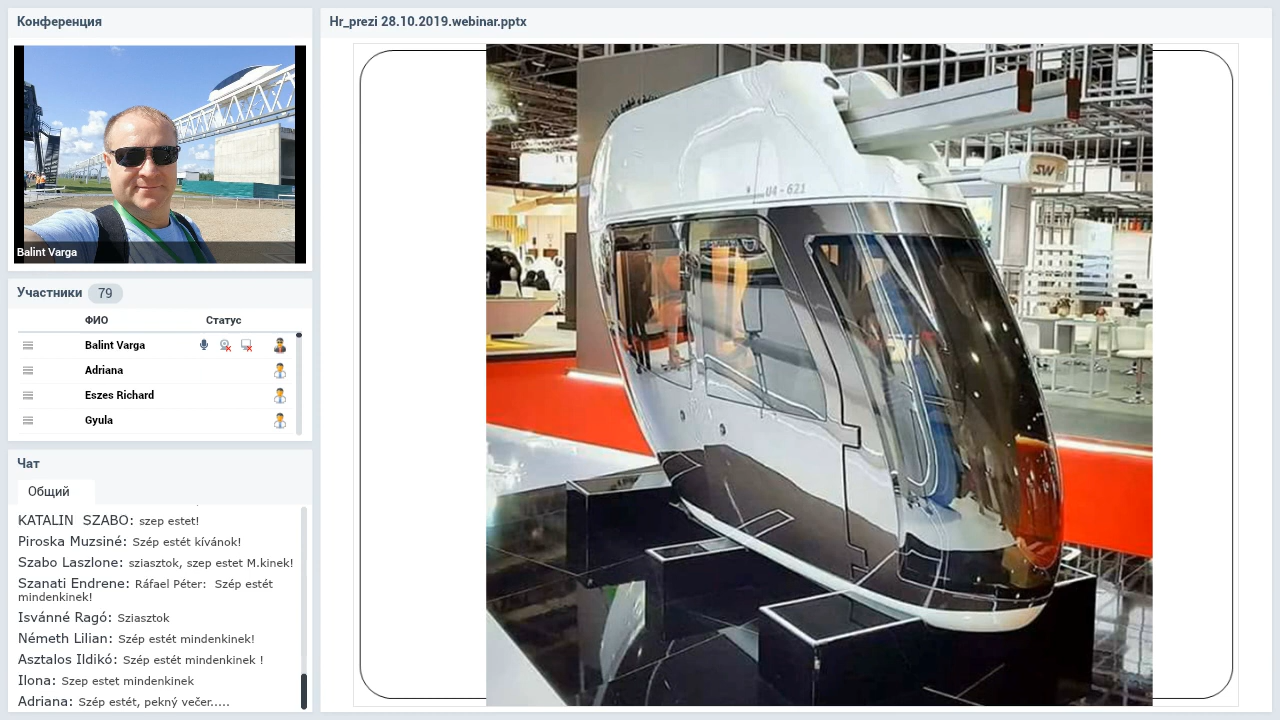 Конференция
Balint Varga
Участники 79
ФИО Статус
Balint Varga
Adriana
Eszes Richard
Gyula
Чат
Общий
KATALIN SZABO: szep estet!
Piroska Muzsiné: Szép estét kívánok!
Szabo Laszlone: sziasztok, szep estet M.kinek!
Szanati Endrene: Ráfael Péter: Szép estét
mindenkinek!
Isvánné Ragó: Sziasztok
Németh Lilian: Szép estét mindenkinek!
Asztalos Ildikó: Szép estét mindenkinek !
Ilona: Szep estet mindenkinek
Adriana: Szép estét, pekný večer.....
Hr_prezi 28.10.2019.webinar.pptx
U4-621
SW